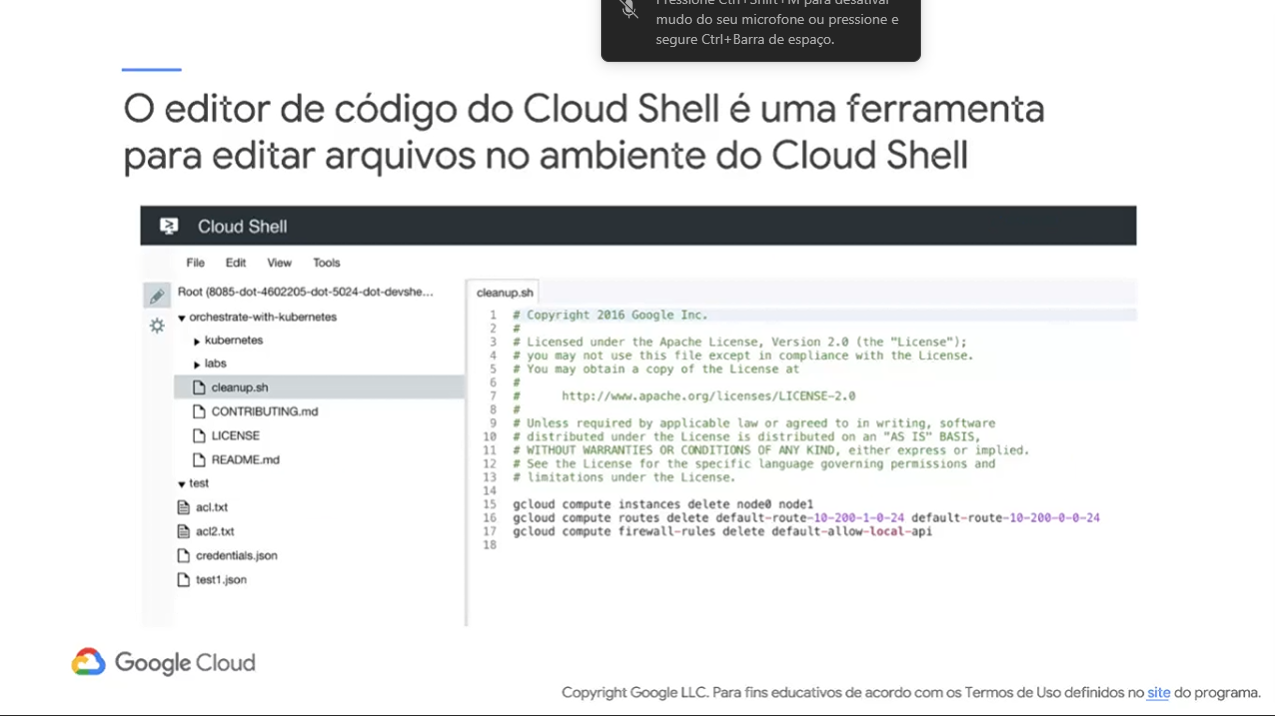 Pressione Ctrl+Shift+M para desativar
mudo do seu microfone ou pressione e
segure Ctrl+Barra de espaço.
O editor de código do Cloud Shell é uma ferramenta
para editar arquivos no ambiente do Cloud Shell
Cloud Shell
File Edit View Tools
Root (8085-dot-4602205-dot-5024-dot-devshe...
orchestrate-with-kubernetes
kubernetes
labs
cleanup.sh
CONTRIBUTING.md
LICENSE
README.md
test
acl.txt
acl2.txt
credentials.json
test1.json
cleanup.sh
1 # Copyright 2016 Google Inc.
2 #
3 # Licensed under the Apache License, Version 2.0 (the "License");
4 # you may not use this file except in compliance with the License.
5 # You may obtain a copy of the License at
6 #
7 # http://www.apache.org/licenses/LICENSE-2.0
8 #
9 # Unless required by applicable law or agreed to in writing, software
10 # distributed under the License is distributed on an "AS IS" BASIS,
11 # WITHOUT WARRANTIES OR CONDITIONS OF ANY KIND, either express or implied.
12 # See the License for the specific language governing permissions and
13 # limitations under the License.
14
15 gcloud compute instances delete node0 node1
16 gcloud compute routes delete default-route-10-200-1-0-24 default-route-10-200-0-0-24
17 gcloud compute firewall-rules delete default-allow-local-api
18
Google Cloud
Copyright Google LLC. Para fins educativos de acordo com os Termos de Uso definidos no site do programa.